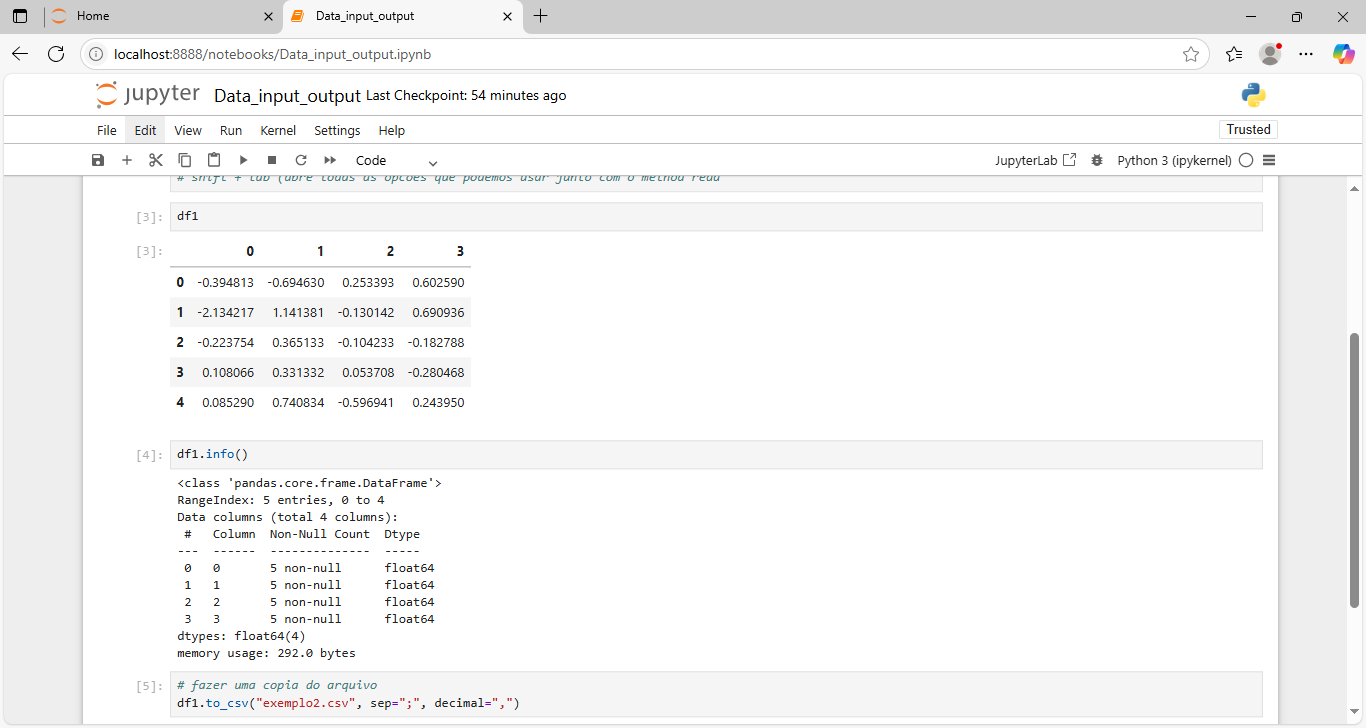 Home
Data_input_output
localhost:8888/notebooks/Data_input_output.ipynb
jupyter Data_input_output Last Checkpoint: 54 minutes ago
File Edit View Run Kernel Settings Help
Trusted
Code
JupyterLab
Python 3 (ipykernel)
# shift + tab (abre todas as opcoes que podemos usar junto com o method read
[3]: df1
[3]:
0 1 2 3
0 -0.394813 -0.694630 0.253393 0.602590
1 -2.134217 1.141381 -0.130142 0.690936
2 -0.223754 0.365133 -0.104233 -0.182788
3 0.108066 0.331332 0.053708 -0.280468
4 0.085290 0.740834 -0.596941 0.243950
[4]: df1.info()
<class 'pandas.core.frame.DataFrame'>
RangeIndex: 5 entries, 0 to 4
Data columns (total 4 columns):
# Column Non-Null Count Dtype
--- ------ -------------- -----
0 0 5 non-null float64
1 1 5 non-null float64
2 2 5 non-null float64
3 3 5 non-null float64
dtypes: float64(4)
memory usage: 292.0 bytes
[5]: # fazer uma copia do arquivo
df1.to_csv("exemplo2.csv", sep=";", decimal=",")